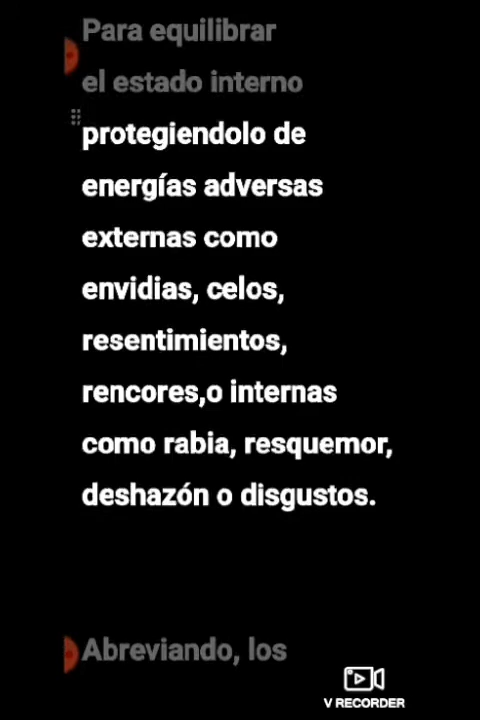 Para equilibrar
el estado interno
protegiendolo de
energías adversas
externas como
envidias, celos,
resentimientos,
rencores,o internas
como rabia, resquemor,
deshazón o disgustos.
Abreviando, los
V RECORDER